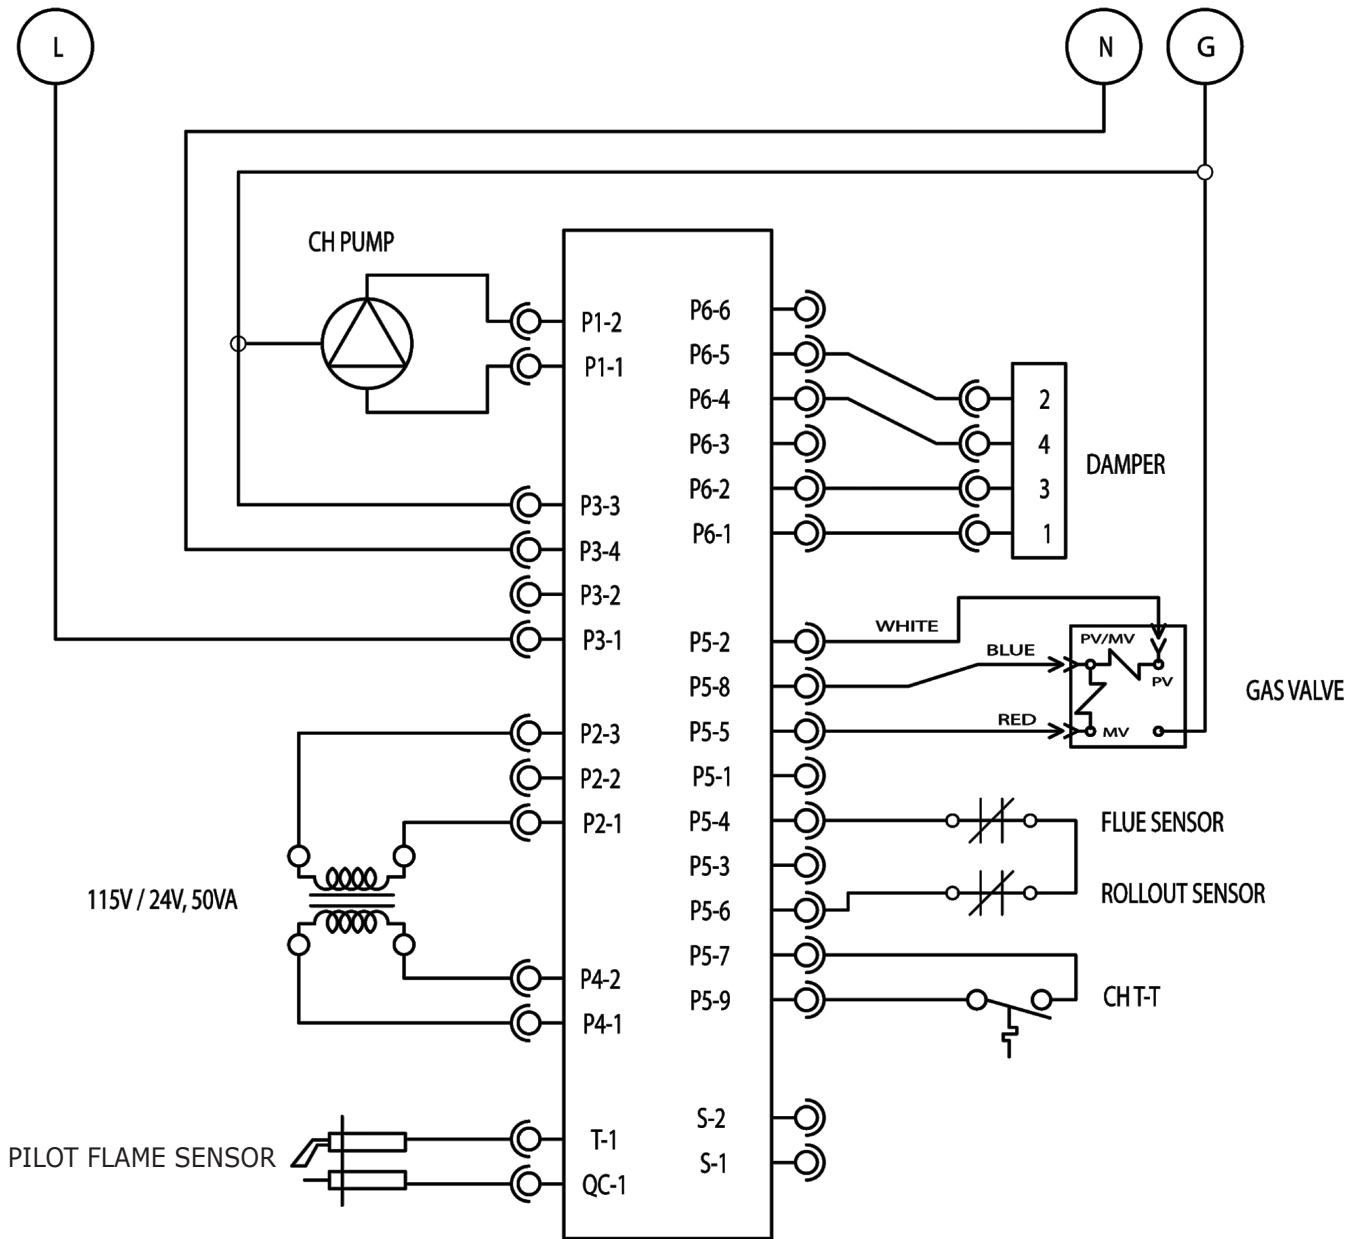 L
N
G
CH PUMP
P1-2
P1-1
P3-3
P3-4
P3-2
P3-1
P2-3
P2-2
P2-1
115V / 24V, 50VA
P4-2
P4-1
PILOT FLAME SENSOR
T-1
QC-1
P6-6
P6-5
P6-4
P6-3
P6-2
P6-1
2
4
3
1
DAMPER
P5-2
P5-8
P5-5
P5-1
P5-4
P5-3
P5-6
P5-7
P5-9
S-2
S-1
WHITE
BLUE
RED
PV/MV
PV
MV
GAS VALVE
FLUE SENSOR
ROLLOUT SENSOR
CH T-T